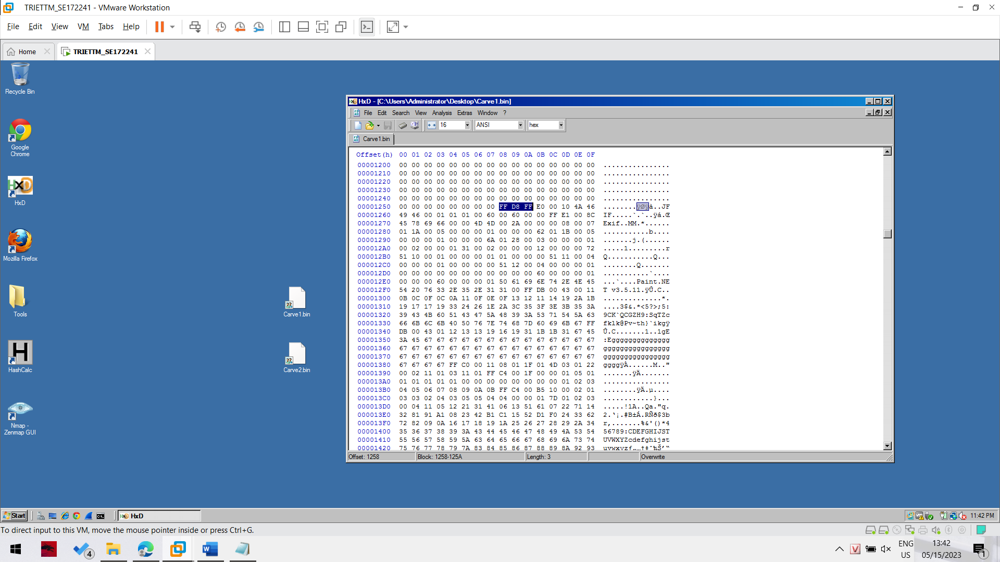 TRIETTM_SE172241 - VMware Workstation
File Edit View VM Tabs Help
Home
TRIETTM_SE172241
Recycle Bin
Google
Chrome
HxD
Mozilla Firefox
Tools
HashCalc
Nmap -
Zenmap GUI
Carve1.bin
Carve2.bin
HxD - [C:\Users\Administrator\Desktop\Carve1.bin]
File Edit Search View Analysis Extras Window ?
16 ANSI hex
Carve1.bin
Offset(h) 00 01 02 03 04 05 06 07 08 09 0A 0B 0C 0D 0E 0F
00001200 00 00 00 00 00 00 00 00 00 00 00 00 00 00 00 00 ................
00001210 00 00 00 00 00 00 00 00 00 00 00 00 00 00 00 00 ................
00001220 00 00 00 00 00 00 00 00 00 00 00 00 00 00 00 00 ................
00001230 00 00 00 00 00 00 00 00 00 00 00 00 00 00 00 00 ................
00001240 00 00 00 00 00 00 00 00 00 00 00 00 00 00 00 00 ................
00001250 00 00 00 00 00 00 00 00 FF D8 FF E0 00 10 4A 46 ........ÿØÿà..JF
00001260 49 46 00 01 01 01 00 60 00 60 00 00 FF E1 00 8C IF.....`.`..ÿá.Œ
00001270 45 78 69 66 00 00 4D 4D 00 2A 00 00 00 08 00 07 Exif..MM.*......
00001280 01 1A 00 05 00 00 00 01 00 00 00 62 01 1B 00 05 ...........b....
00001290 00 00 00 01 00 00 00 6A 01 28 00 03 00 00 00 01 .......j.(......
000012A0 00 02 00 00 01 31 00 02 00 00 00 12 00 00 00 72 .....1.........r
000012B0 51 10 00 01 00 00 00 01 01 00 00 00 51 11 00 04 Q...........Q...
000012C0 00 00 00 01 00 00 00 00 51 12 00 04 00 00 00 01 ........Q.......
000012D0 00 00 00 00 00 00 00 00 00 00 00 60 00 00 00 01 ...........`....
000012E0 00 00 00 60 00 00 00 01 50 61 69 6E 74 2E 4E 45 ...`....Paint.NE
000012F0 54 20 76 33 2E 35 2E 31 31 00 FF DB 00 43 00 11 T v3.5.11.ÿÛ.C..
00001300 0B 0C 0F 0C 0A 11 0F 0E 0F 13 12 11 14 19 2A 1B ..............*.
00001310 19 17 17 19 33 24 26 1E 2A 3C 35 3F 3E 3B 35 3A ....3$&.*<5?>;5:
00001320 39 43 4B 60 51 43 47 5A 48 39 3A 53 71 54 5A 63 9CK`QCGZH9:SqTZc
00001330 66 6B 6C 6B 40 50 76 7E 74 68 7D 60 69 6B 67 FF fklk@Pv~th}`ikgÿ
00001340 DB 00 43 01 12 13 13 19 16 19 31 1B 1B 31 67 45 Û.C.......1..1gE
00001350 3A 45 67 67 67 67 67 67 67 67 67 67 67 67 67 67 :Egggggggggggggg
00001360 67 67 67 67 67 67 67 67 67 67 67 67 67 67 67 67 gggggggggggggggg
00001370 67 67 67 67 67 67 67 67 67 67 67 67 67 67 67 67 gggggggggggggggg
00001380 67 67 67 67 FF C0 00 11 08 01 1F 01 4D 03 01 22 ggggÿÀ......M.."
00001390 00 02 11 01 03 11 01 FF C4 00 1F 00 00 01 05 01 .......ÿÄ.......
000013A0 01 01 01 01 01 00 00 00 00 00 00 00 00 01 02 03 ................
000013B0 04 05 06 07 08 09 0A 0B FF C4 00 B5 10 00 02 01 ........ÿÄ.µ....
000013C0 03 03 02 04 03 05 05 04 04 00 00 01 7D 01 02 03 ............}...
000013D0 00 04 11 05 12 21 31 41 06 13 51 61 07 22 71 14 .....!1A..Qa."q.
000013E0 32 81 91 A1 08 23 42 B1 C1 15 52 D1 F0 24 33 62 2.‘¡.#B±Á.RÑð$3b
000013F0 72 82 09 0A 16 17 18 19 1A 25 26 27 28 29 2A 34 r‚.......%&'()*4
00001400 35 36 37 38 39 3A 43 44 45 46 47 48 49 4A 53 54 56789:CDEFGHIJST
00001410 55 56 57 58 59 5A 63 64 65 66 67 68 69 6A 73 74 UVWXYZcdefghijst
00001420 75 76 77 78 79 7A 83 84 85 86 87 88 89 8A 92 93 uvwxyzƒ„…†‡ˆ‰Š’“
Offset: 1258 Block: 1258-125A Length: 3 Overwrite
Start HxD 11:42 PM
To direct input to this VM, move the mouse pointer inside or press Ctrl+G.
4
ENG
US
13:42
05/15/2023
1